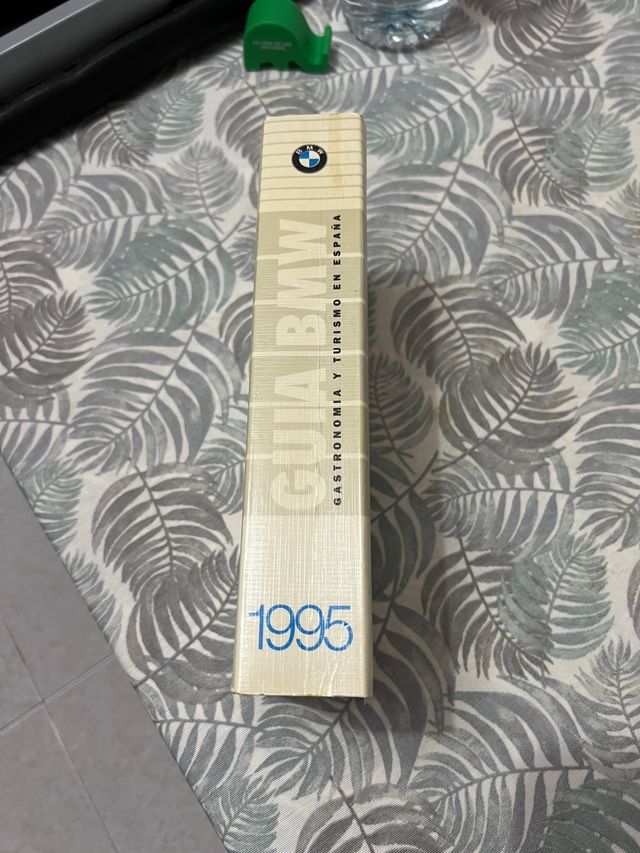 BMW
GUIA BMW
GASTRONOMIA Y TURISMO EN ESPAÑA
1995